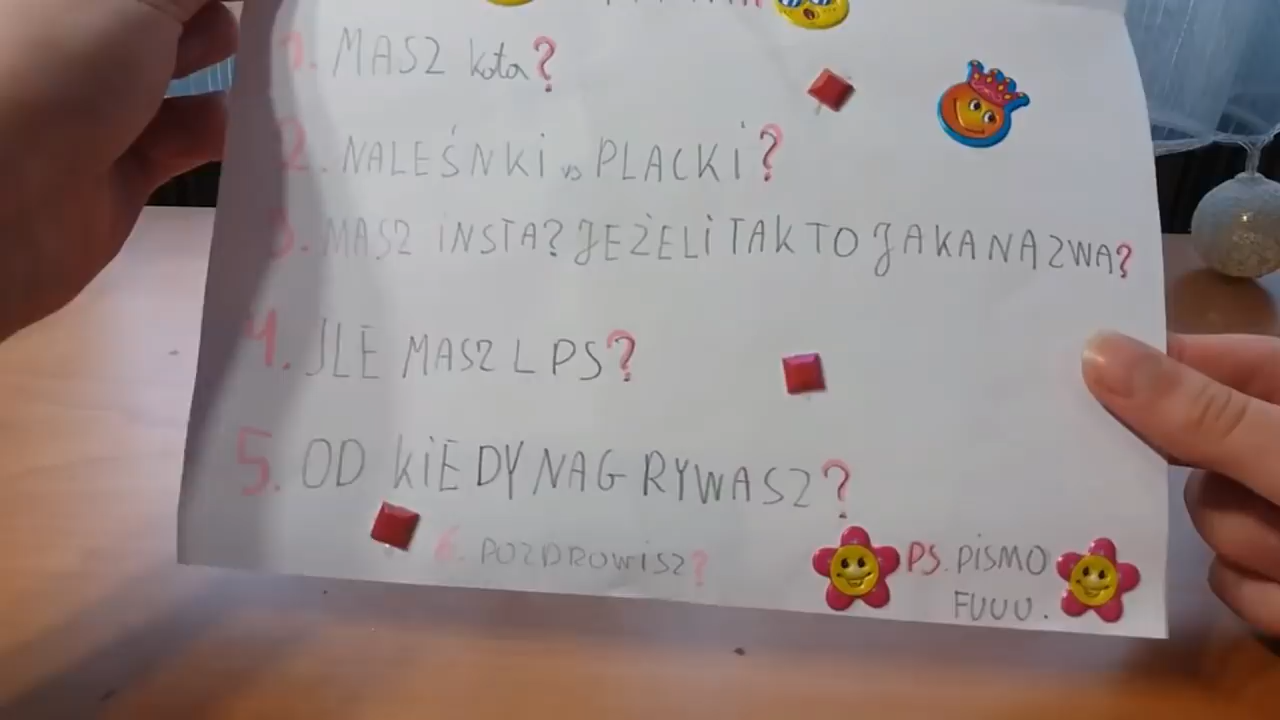 1. MASZ kota?
2. NALEŚNKi vs PLACKi?
3. MASZ iNSTA? JEŻELi TAK TO JAKA NAZWA?
4. JLE MASZ LPS?
5. OD KiEDY NAGRYWASZ?
6. POZDROWiSZ?
PS. PiSMO
FUUU.